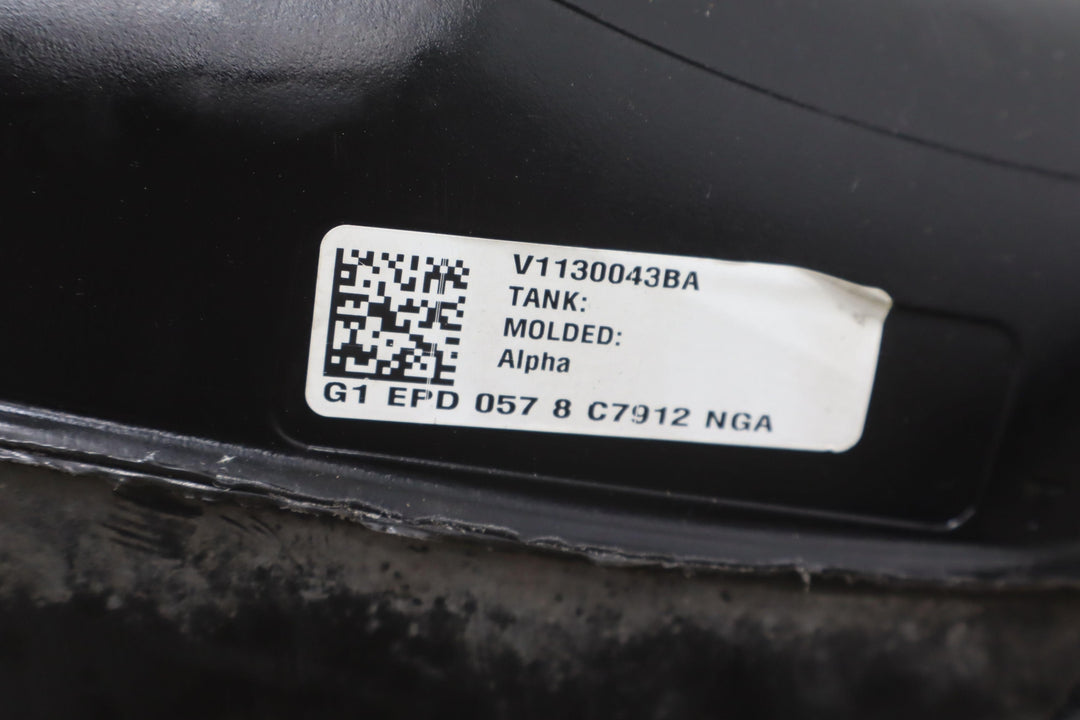 V1130043BA
TANK:
MOLDED:
Alpha
G1 EPD 057 8 C7912 NGA